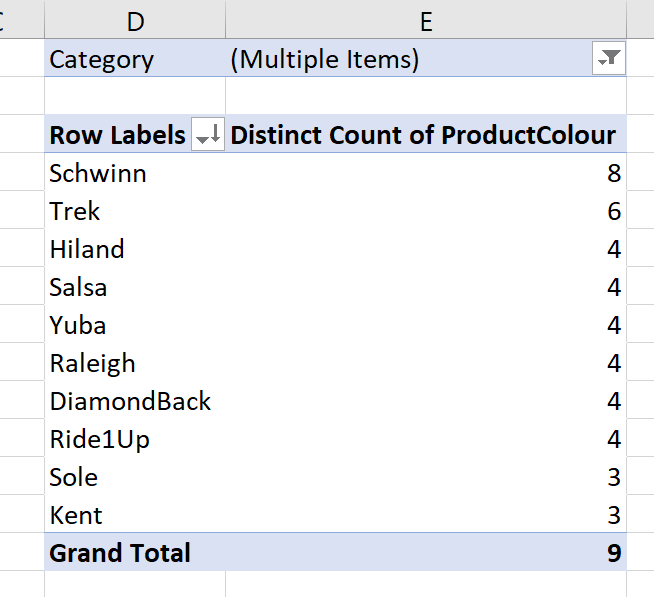 D E
Category (Multiple Items)
Row Labels Distinct Count of ProductColour
Schwinn 8
Trek 6
Hiland 4
Salsa 4
Yuba 4
Raleigh 4
DiamondBack 4
Ride1Up 4
Sole 3
Kent 3
Grand Total 9